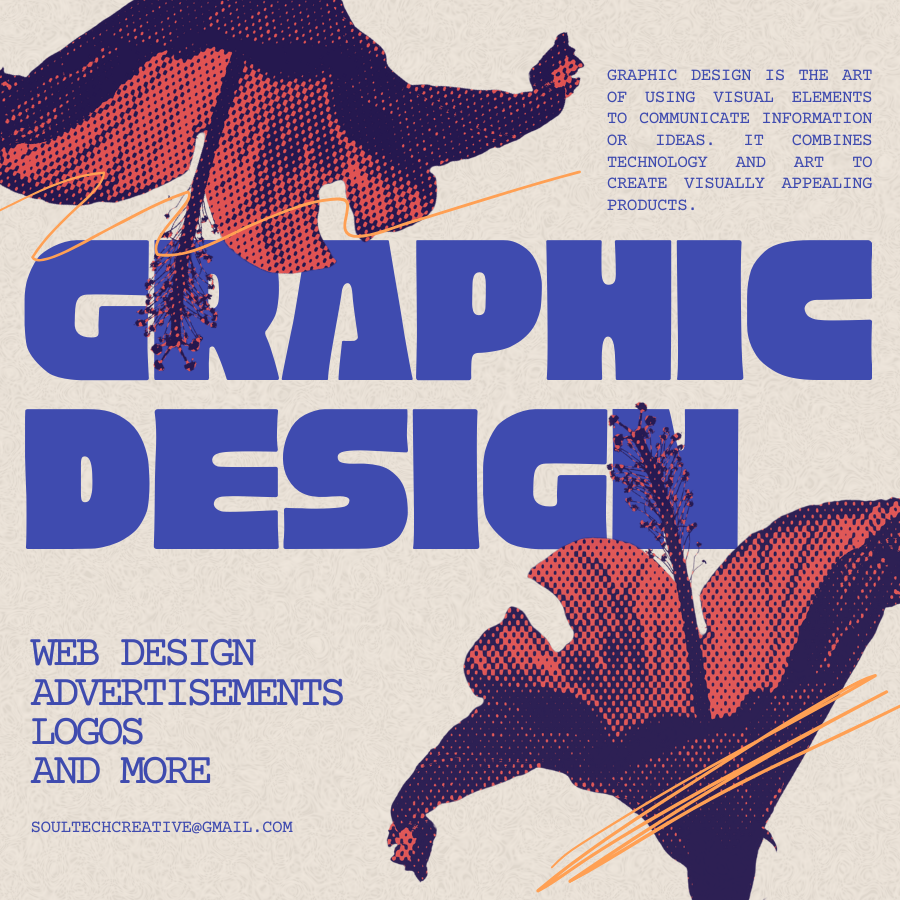 GRAPHIC DESIGN IS THE ART
OF USING VISUAL ELEMENTS
TO COMMUNICATE INFORMATION
OR IDEAS. IT COMBINES
TECHNOLOGY AND ART TO
CREATE VISUALLY APPEALING
PRODUCTS.
GRAPHIC
DESIGN
WEB DESIGN
ADVERTISEMENTS
LOGOS
AND MORE
SOULTECHCREATIVE@GMAIL.COM